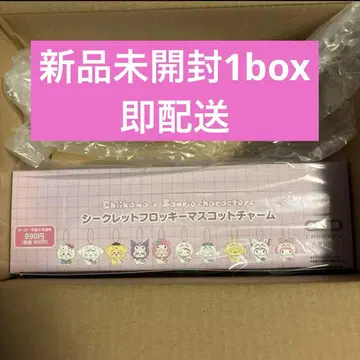 新品未開封1box
即配送
Chiikawa × Sanrio characters
シークレットフロッキーマスコットチャーム
990円